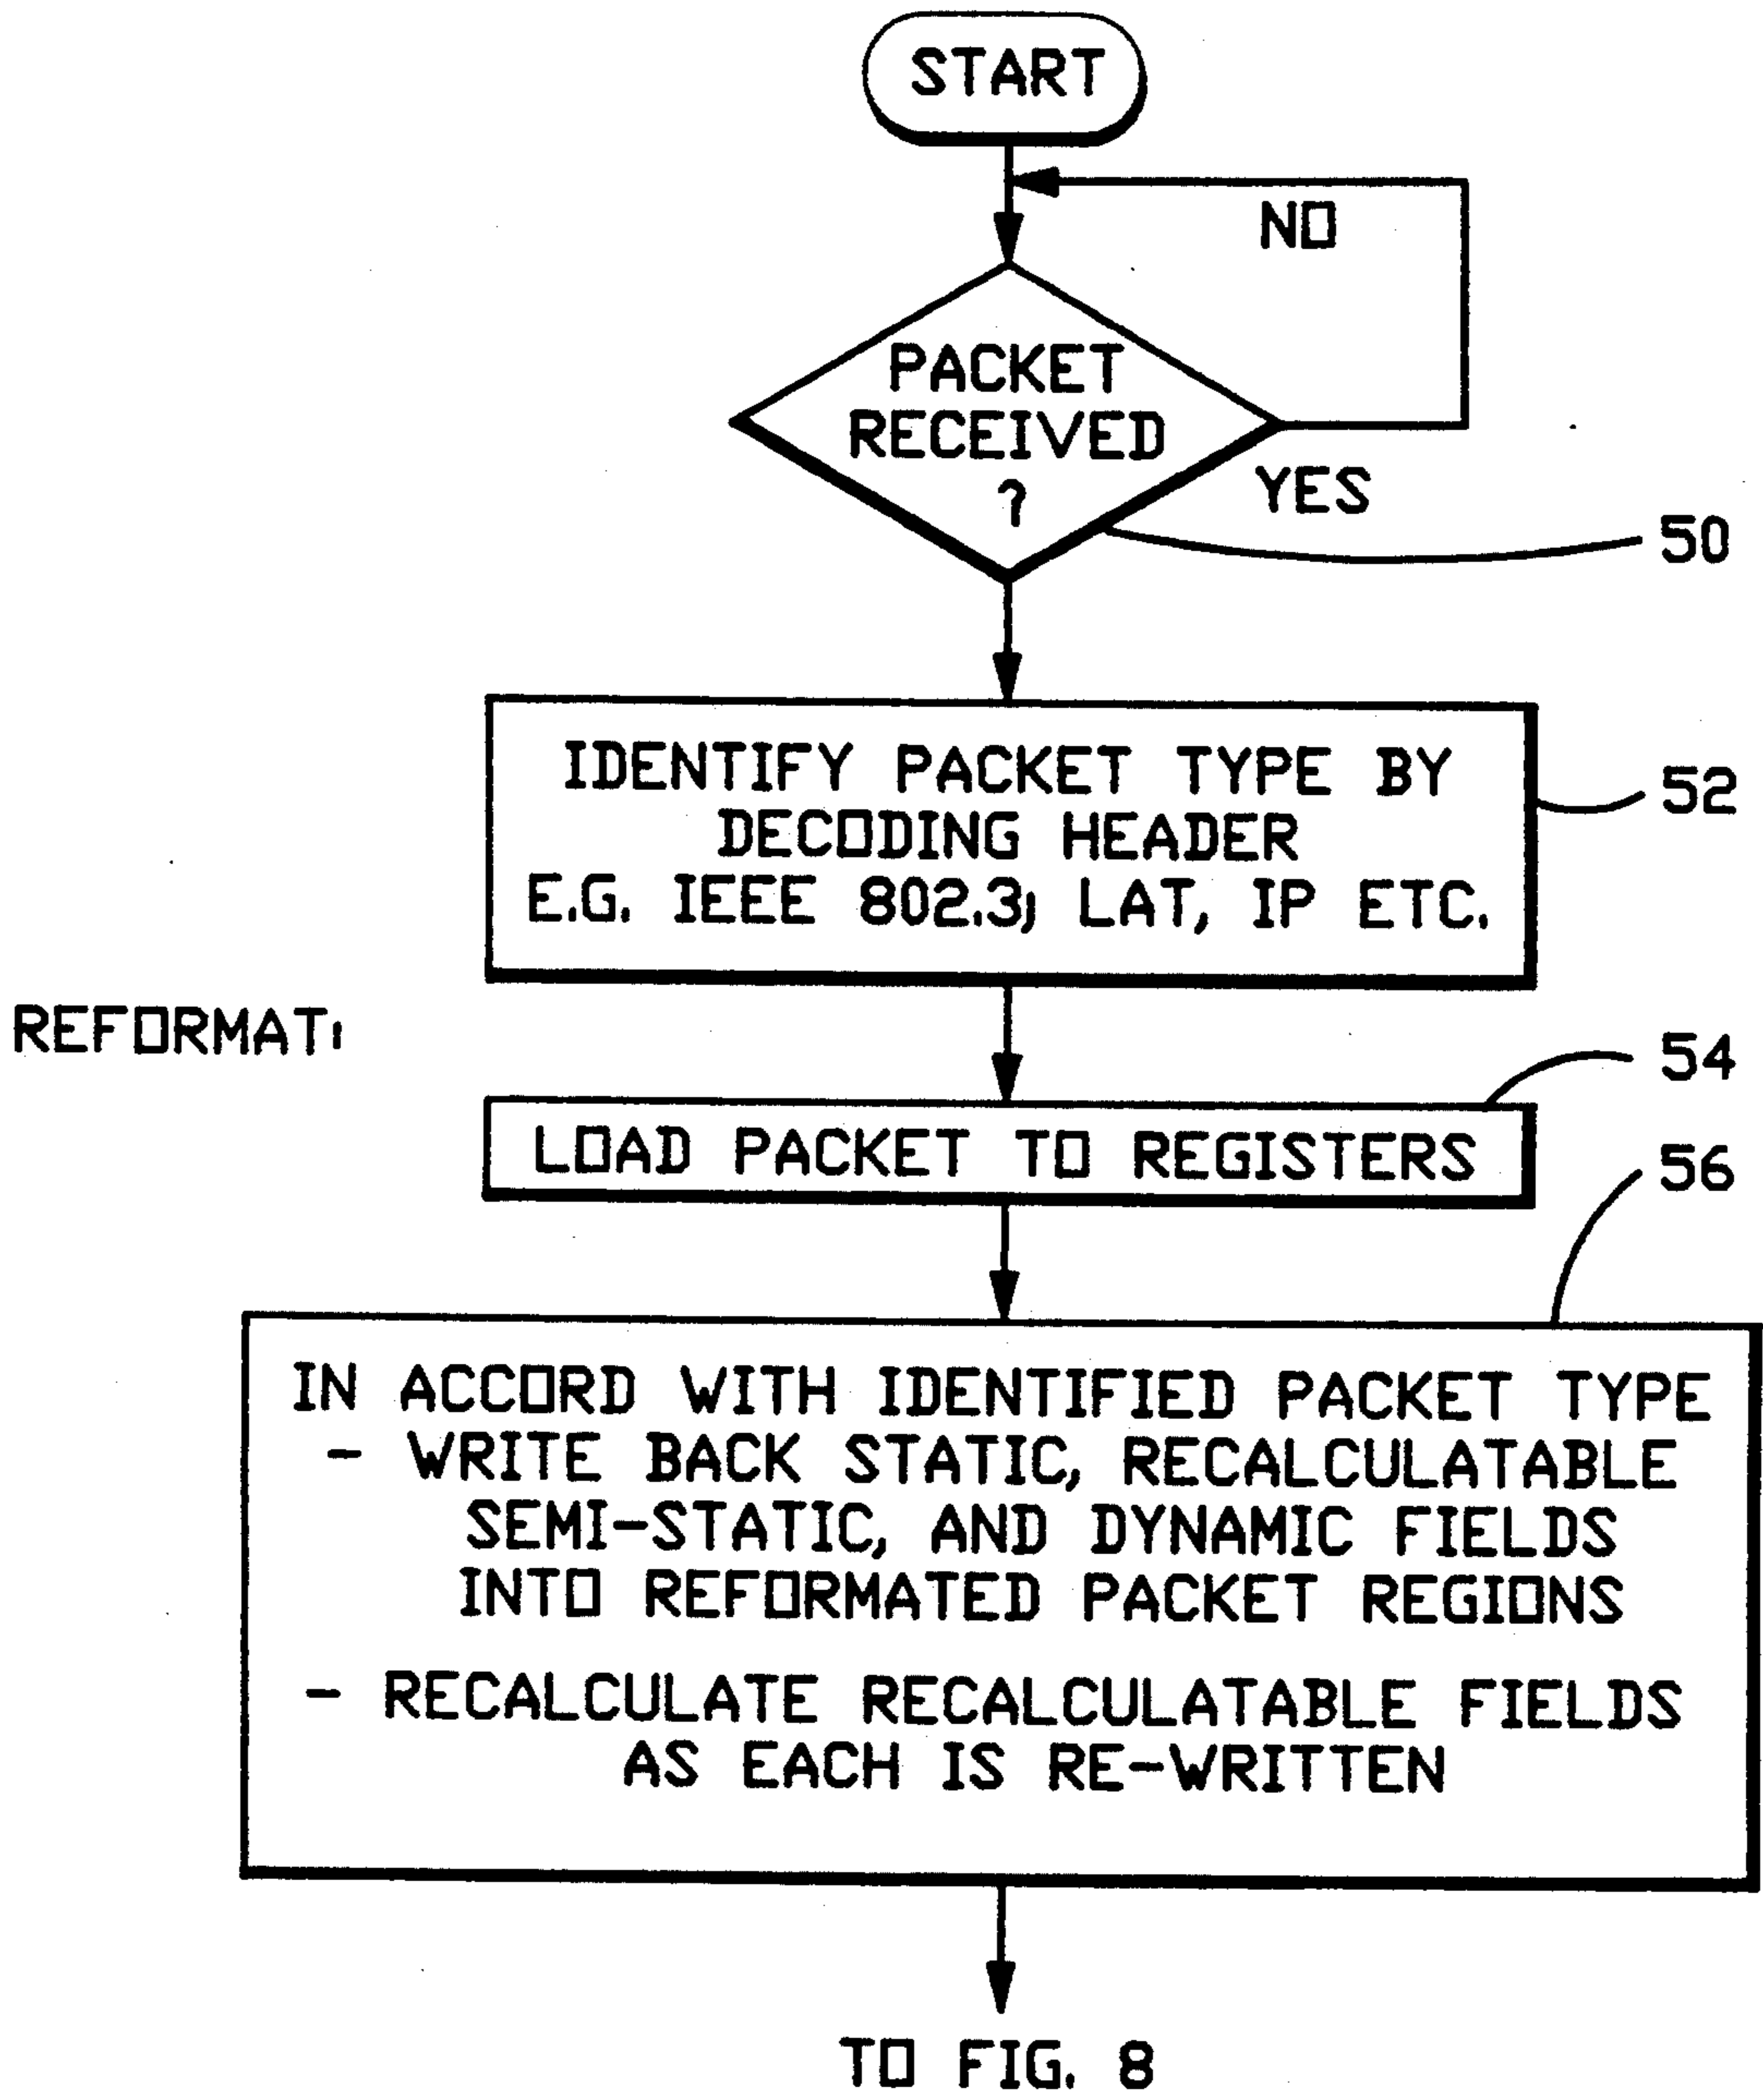 START
NO
PACKET
RECEIVED
?
YES
50
IDENTIFY PACKET TYPE BY
DECODING HEADER
E.G. IEEE 802.3; LAT, IP ETC.
52
REFORMAT:
54
LOAD PACKET TO REGISTERS
56
IN ACCORD WITH IDENTIFIED PACKET TYPE
- WRITE BACK STATIC, RECALCULATABLE
SEMI-STATIC, AND DYNAMIC FIELDS
INTO REFORMATED PACKET REGIONS
- RECALCULATE RECALCULATABLE FIELDS
AS EACH IS RE-WRITTEN
TO FIG. 8